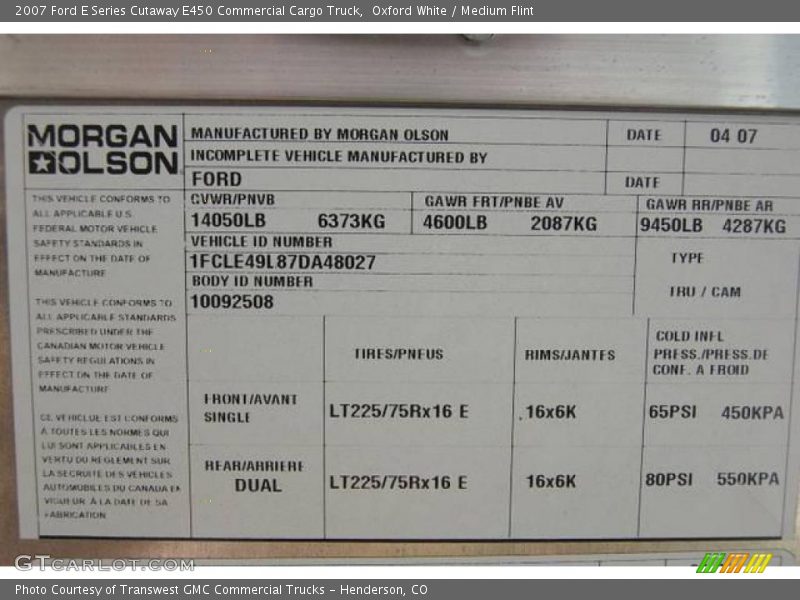 2007 Ford E Series Cutaway E450 Commercial Cargo Truck,  Oxford White / Medium Flint
MORGAN OLSON
MANUFACTURED BY MORGAN OLSON DATE 04 07
INCOMPLETE VEHICLE MANUFACTURED BY
FORD DATE
GVWR/PNVB GAWR FRT/PNBE AV GAWR RR/PNBE AR
14050LB 6373KG 4600LB 2087KG 9450LB 4287KG
VEHICLE ID NUMBER
1FCLE49L87DA48027
TYPE
BODY ID NUMBER
10092508
TRU / CAM
THIS VEHICLE CONFORMS TO
ALL APPLICABLE U.S.
FEDERAL MOTOR VEHICLE
SAFETY STANDARDS IN
EFFECT ON THE DATE OF
MANUFACTURE
THIS VEHICLE CONFORMS TO
ALL APPLICABLE STANDARDS
PRESCRIBED UNDER THE
CANADIAN MOTOR VEHICLE
SAFETY REGULATIONS IN
EFFECT ON THE DATE OF
MANUFACTURE
CE VEHICULE EST CONFORMS
A TOUTES LES NORMES QUI
LUI SONT APPLICABLES EN
VERTU DU REGLEMENT SUR
LA SECRUITE DES VEHICLES
AUTOMOBILES DU CANADA EN
VIGUEUR A LA DATE DE SA
FABRICATION
TIRES/PNEUS RIMS/JANTES
COLD INFL
PRESS./PRESS.DE
CONF. A FROID
FRONT/AVANT
SINGLE
LT225/75Rx16 E 16x6K 65PSI 450KPA
REAR/ARRIERE
DUAL
LT225/75Rx16 E 16x6K 80PSI 550KPA
GTCARLOT.COM
Photo Courtesy of Transwest GMC Commercial Trucks - Henderson, CO